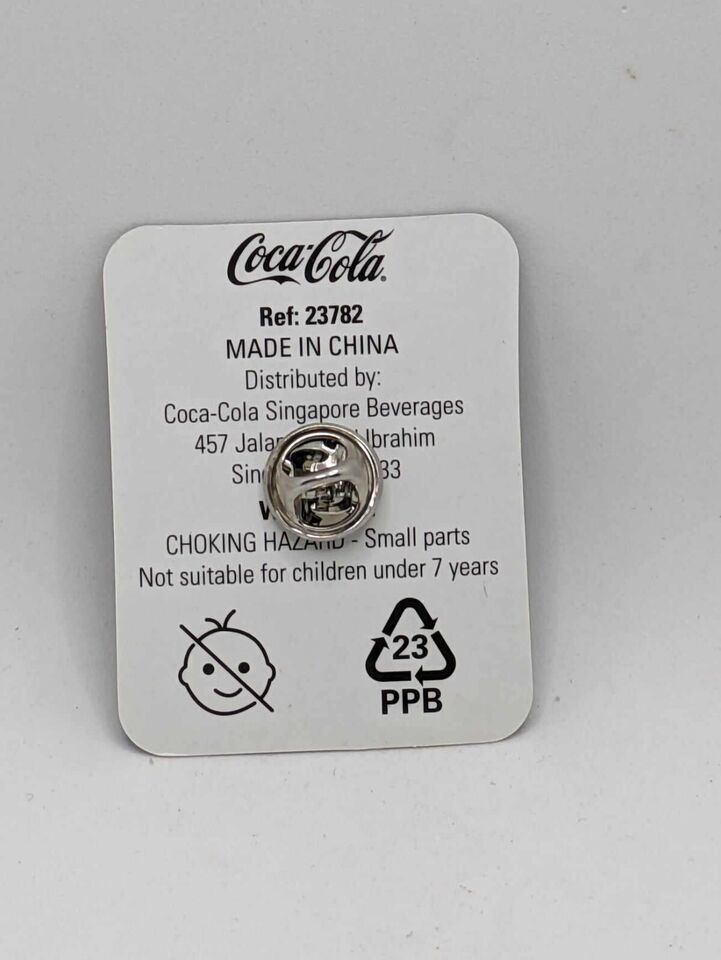 Coca-Cola
Ref: 23782
MADE IN CHINA
Distributed by:
Coca-Cola Singapore Beverages
457 Ibrahim
33
CHOKING HAZARD - Small parts
Not suitable for children under 7 years
23
PPB